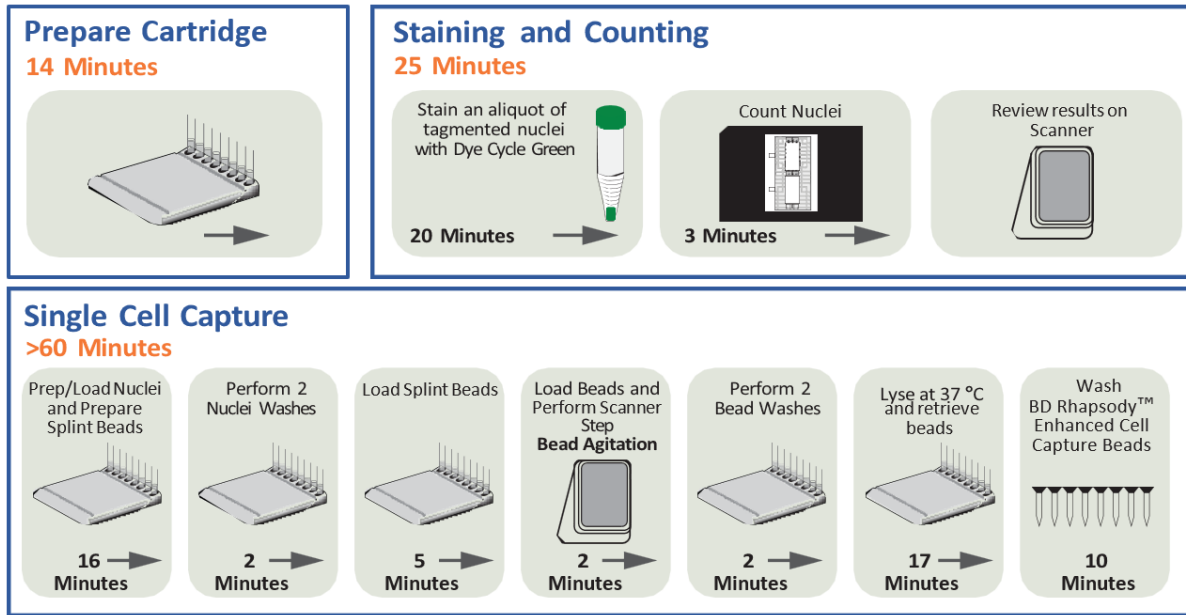 Prepare Cartridge
14 Minutes
Staining and Counting
25 Minutes
Stain an aliquot of
tagmented nuclei
with Dye Cycle Green
20 Minutes
Count Nuclei
3 Minutes
Review results on
Scanner
Single Cell Capture
>60 Minutes
Prep/Load Nuclei
and Prepare
Splint Beads
16
Minutes
Perform 2
Nuclei Washes
2
Minutes
Load Splint Beads
5
Minutes
Load Beads and
Perform Scanner
Step
Bead Agitation
2
Minutes
Perform 2
Bead Washes
2
Minutes
Lyse at 37 °C
and retrieve
beads
17
Minutes
Wash
BD Rhapsody™
Enhanced Cell
Capture Beads
10
Minutes